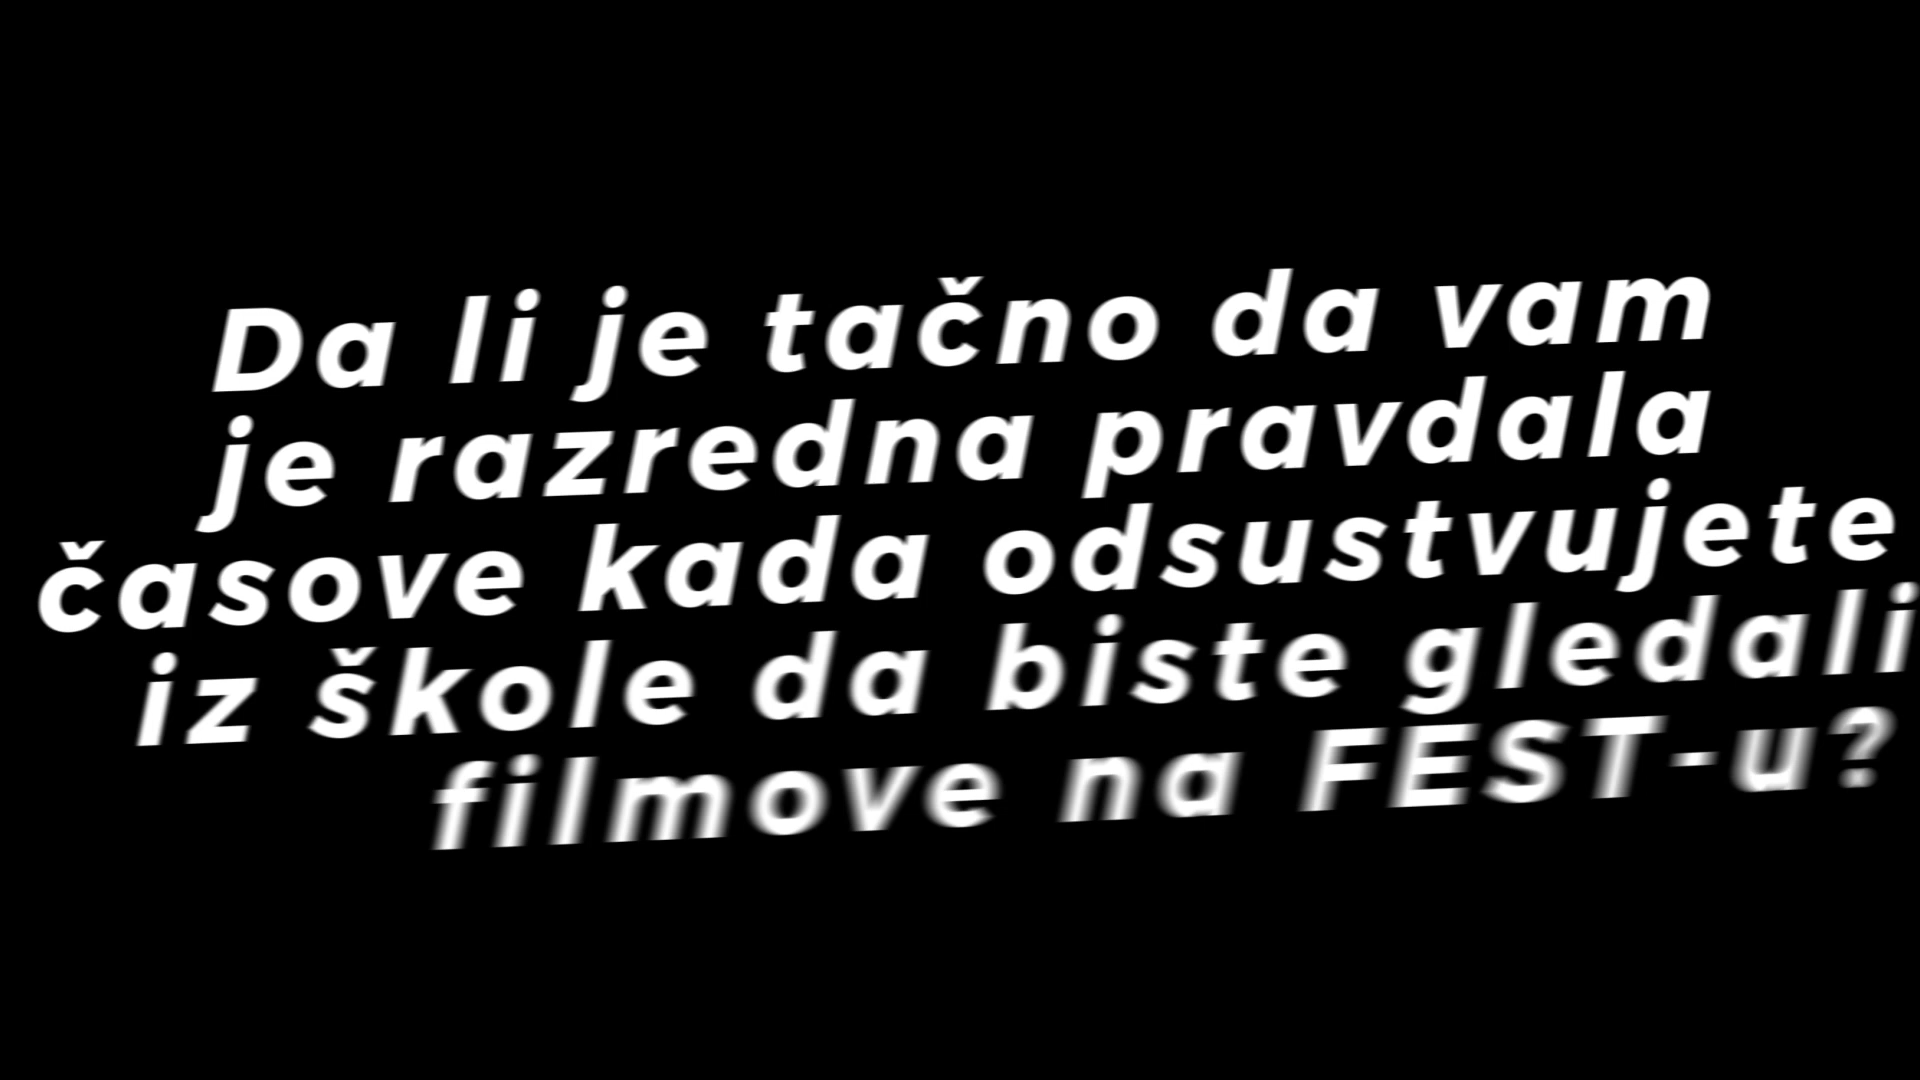 Da li je tačno da vam
je razredna pravdala
časove kada odsustvujete
iz škole da biste gledali
filmove na FEST-u?